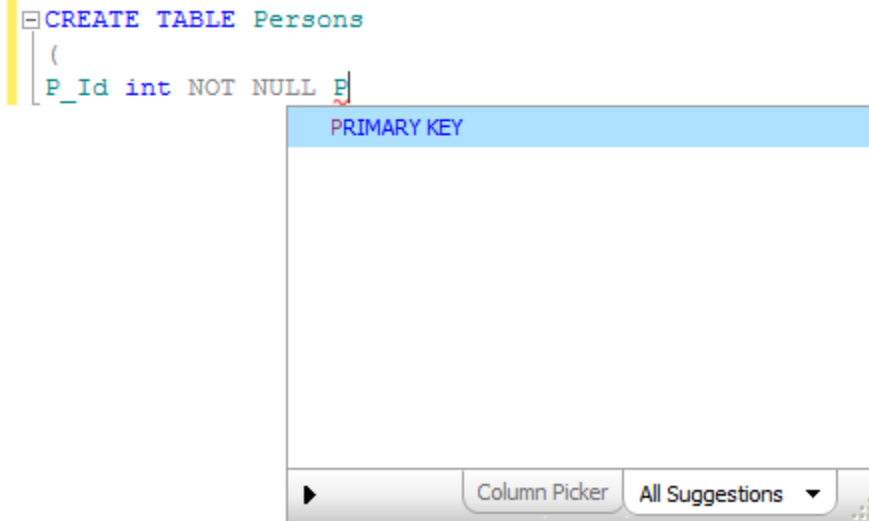 CREATE TABLE Persons
(
P_Id int NOT NULL P
PRIMARY KEY
Column Picker All Suggestions